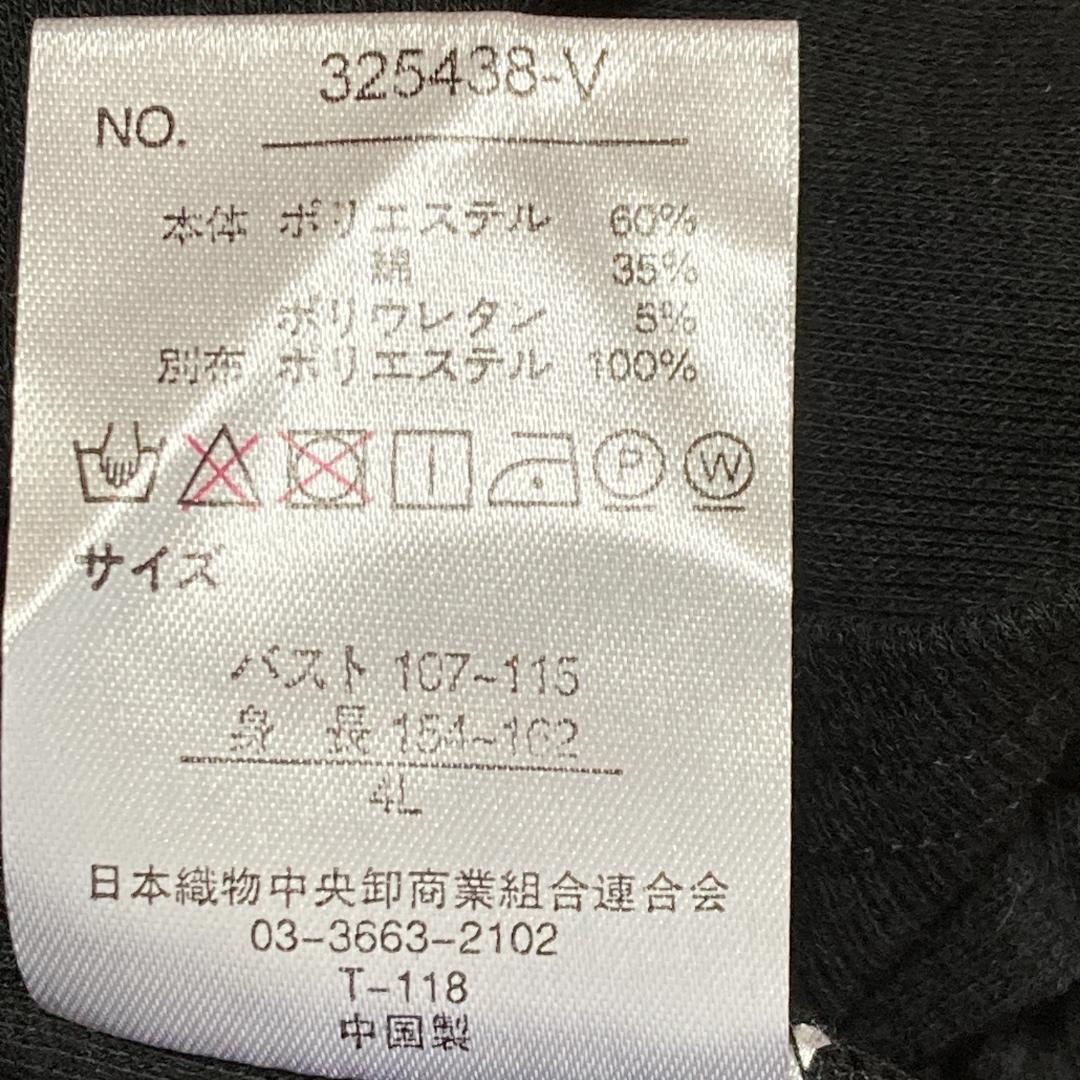 325438-V
NO.
本体 ポリエステル 60%
綿 35%
ポリウレタン 5%
別布 ポリエステル 100%
P W
サイズ
バスト 107~115
身 長 154~162
4L
日本織物中央卸商業組合連合会
03-3663-2102
T-118
中国製